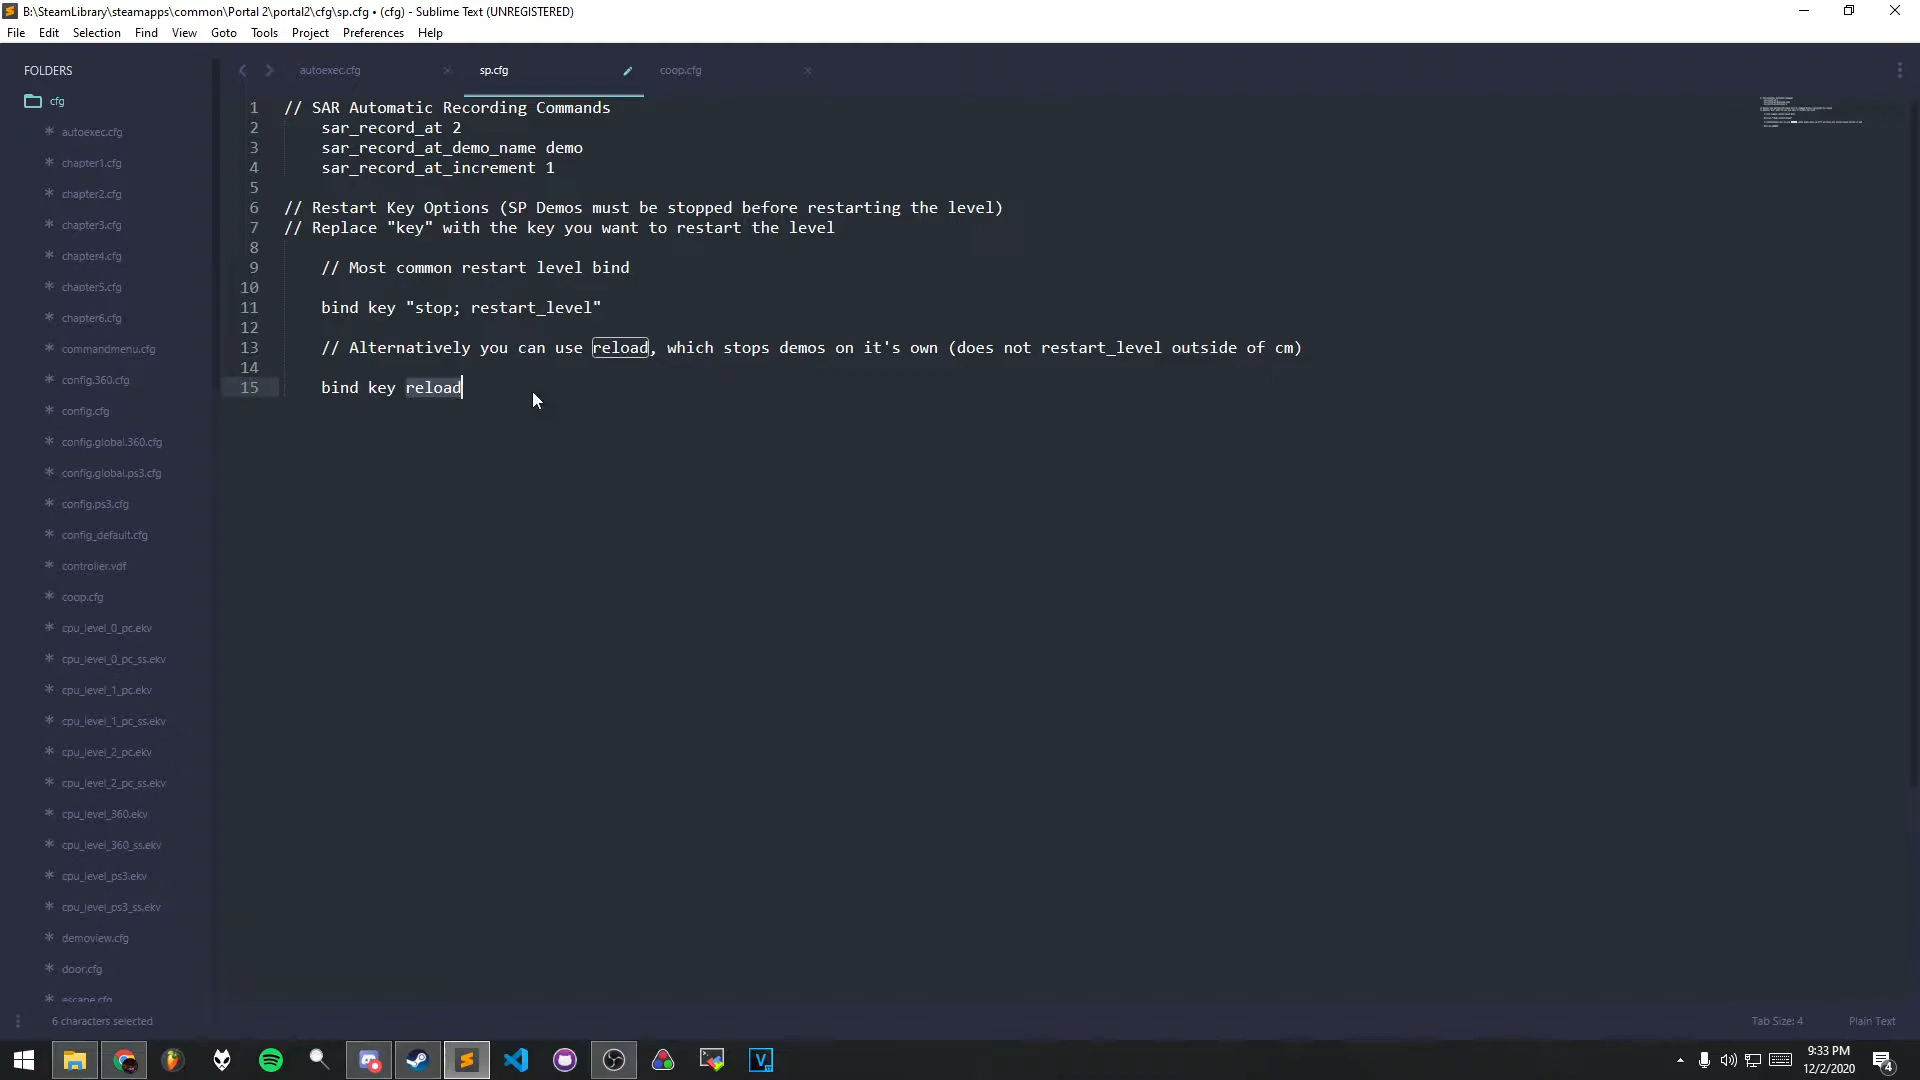 B:\SteamLibrary\steamapps\common\Portal 2\portal2\cfg\sp.cfg • (cfg) - Sublime Text (UNREGISTERED)
File Edit Selection Find View Goto Tools Project Preferences Help
FOLDERS
cfg
autoexec.cfg
chapter1.cfg
chapter2.cfg
chapter3.cfg
chapter4.cfg
chapter5.cfg
chapter6.cfg
commandmenu.cfg
config.360.cfg
config.cfg
config.global.360.cfg
config.global.ps3.cfg
config.ps3.cfg
config_default.cfg
controller.vdf
coop.cfg
cpu_level_0_pc.ekv
cpu_level_0_pc_ss.ekv
cpu_level_1_pc.ekv
cpu_level_1_pc_ss.ekv
cpu_level_2_pc.ekv
cpu_level_2_pc_ss.ekv
cpu_level_360.ekv
cpu_level_360_ss.ekv
cpu_level_ps3.ekv
cpu_level_ps3_ss.ekv
demoview.cfg
door.cfg
escape.cfg
autoexec.cfg sp.cfg coop.cfg
1 // SAR Automatic Recording Commands
2 sar_record_at 2
3 sar_record_at_demo_name demo
4 sar_record_at_increment 1
5
6 // Restart Key Options (SP Demos must be stopped before restarting the level)
7 // Replace "key" with the key you want to restart the level
8
9 // Most common restart level bind
10
11 bind key "stop; restart_level"
12
13 // Alternatively you can use reload, which stops demos on it's own (does not restart_level outside of cm)
14
15 bind key reload
6 characters selected
Tab Size: 4 Plain Text
9:33 PM
12/2/2020
4